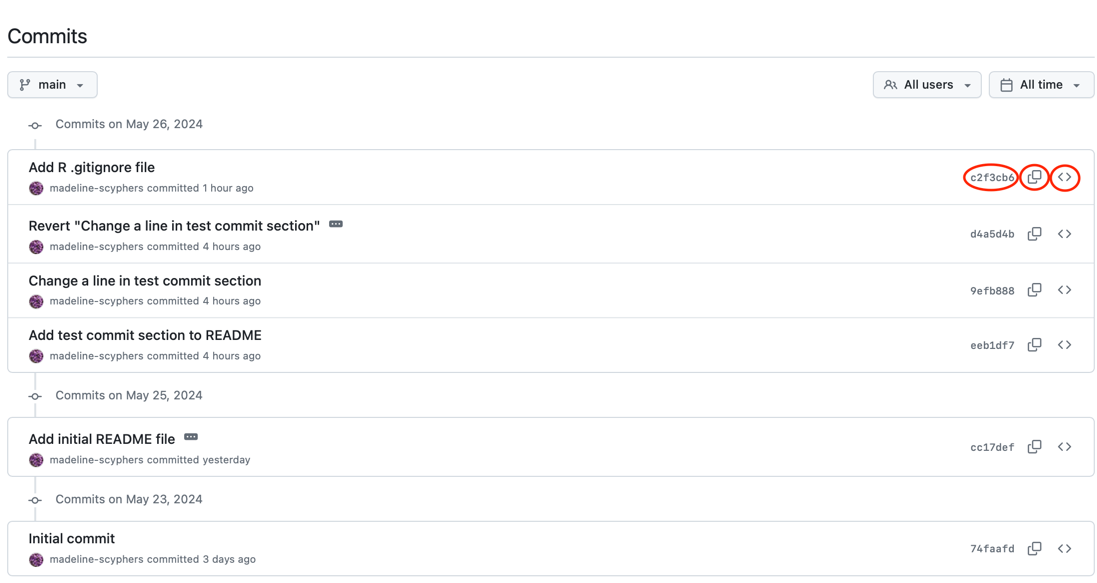 Commits
main
All users
All time
Commits on May 26, 2024
Add R .gitignore file
madeline-scyphers committed 1 hour ago
c2f3cb6
Revert "Change a line in test commit section"
madeline-scyphers committed 4 hours ago
d4a5d4b
Change a line in test commit section
madeline-scyphers committed 4 hours ago
9efb888
Add test commit section to README
madeline-scyphers committed 4 hours ago
eeb1df7
Commits on May 25, 2024
Add initial README file
madeline-scyphers committed yesterday
cc17def
Commits on May 23, 2024
Initial commit
madeline-scyphers committed 3 days ago
74faafd